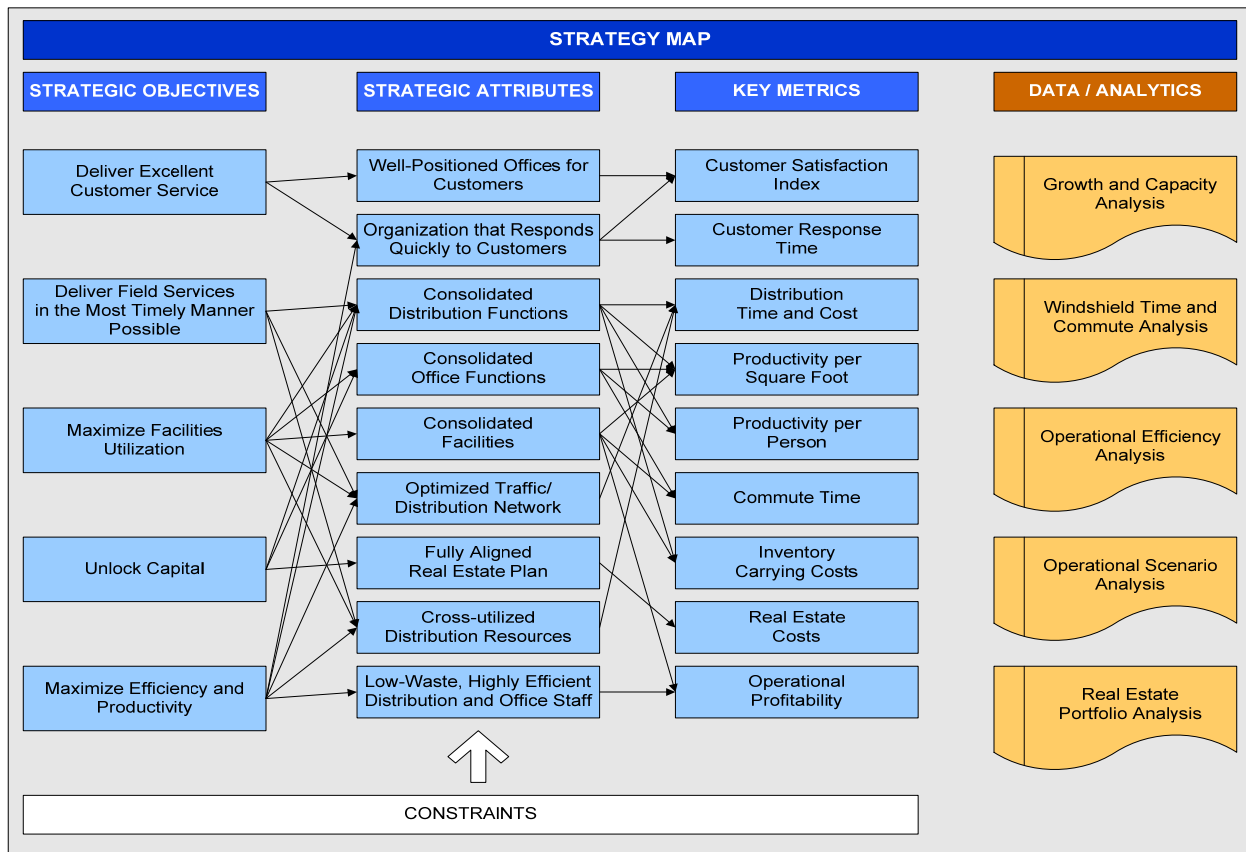 STRATEGY MAP
STRATEGIC OBJECTIVES
STRATEGIC ATTRIBUTES
KEY METRICS
DATA / ANALYTICS
Deliver Excellent
Customer Service
Deliver Field Services
in the Most Timely Manner
Possible
Maximize Facilities
Utilization
Unlock Capital
Maximize Efficiency and
Productivity
Well-Positioned Offices for
Customers
Organization that Responds
Quickly to Customers
Consolidated
Distribution Functions
Consolidated
Office Functions
Consolidated
Facilities
Optimized Traffic/
Distribution Network
Fully Aligned
Real Estate Plan
Cross-utilized
Distribution Resources
Low-Waste, Highly Efficient
Distribution and Office Staff
Customer Satisfaction
Index
Customer Response
Time
Distribution
Time and Cost
Productivity per
Square Foot
Productivity per
Person
Commute Time
Inventory
Carrying Costs
Real Estate
Costs
Operational
Profitability
Growth and Capacity
Analysis
Windshield Time and
Commute Analysis
Operational Efficiency
Analysis
Operational Scenario
Analysis
Real Estate
Portfolio Analysis
CONSTRAINTS